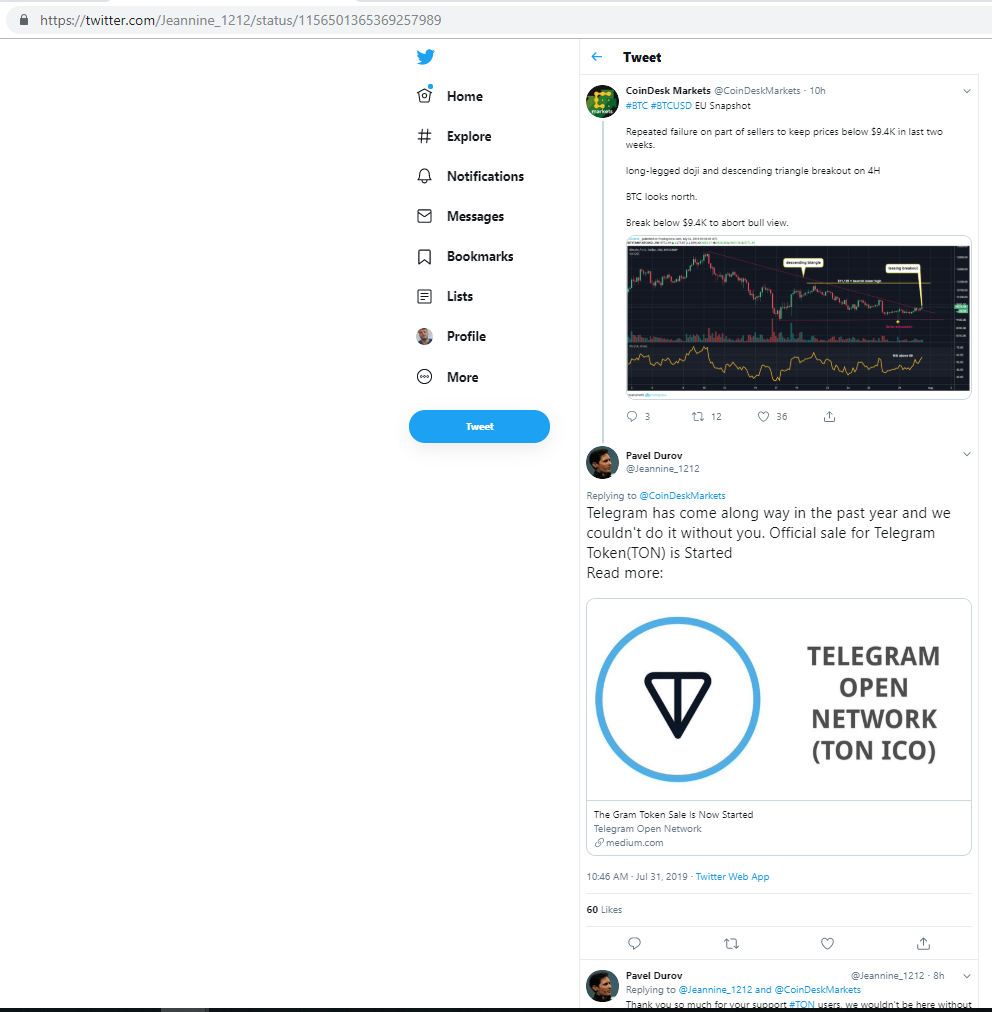 https://twitter.com/Jeannine_1212/status/1156501365369257989
Home
Explore
Notifications
Messages
Bookmarks
Lists
Profile
More
Tweet
Tweet
CoinDesk Markets @CoinDeskMarkets · 10h
#BTC #BTCUSD EU Snapshot
Repeated failure on part of sellers to keep prices below $9.4K in last two
weeks.
long-legged doji and descending triangle breakout on 4H
BTC looks north.
Break below $9.4K to abort bull view.
markets
descending triangle
teasing breakout
3 12 36
Pavel Durov
@Jeannine_1212
Replying to @CoinDeskMarkets
Telegram has come along way in the past year and we
couldn't do it without you. Official sale for Telegram
Token(TON) is Started
Read more:
TELEGRAM
OPEN
NETWORK
(TON ICO)
The Gram Token Sale Is Now Started
Telegram Open Network
medium.com
10:46 AM · Jul 31, 2019 · Twitter Web App
60 Likes
Pavel Durov @Jeannine_1212 · 8h
Replying to @Jeannine_1212 and @CoinDeskMarkets
Thank you so much for your support #TON users, we wouldn't be here without